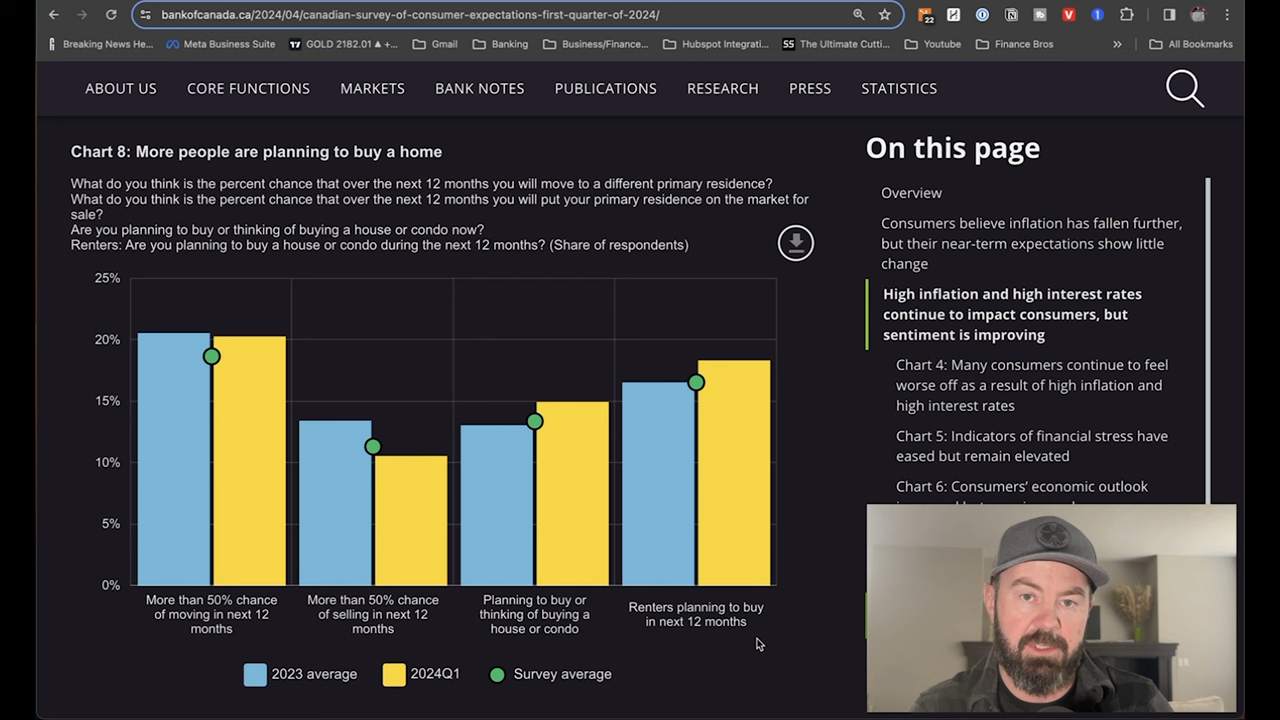 bankofcanada.ca/2024/04/canadian-survey-of-consumer-expectations-first-quarter-of-2024/
22
Breaking News He...
Meta Business Suite
GOLD 2182.01 ▲ +...
Gmail
Banking
Business/Finance...
Hubspot Integrati...
The Ultimate Cutti...
Youtube
Finance Bros
»
All Bookmarks
ABOUT US
CORE FUNCTIONS
MARKETS
BANK NOTES
PUBLICATIONS
RESEARCH
PRESS
STATISTICS
Chart 8: More people are planning to buy a home
What do you think is the percent chance that over the next 12 months you will move to a different primary residence?
What do you think is the percent chance that over the next 12 months you will put your primary residence on the market for
sale?
Are you planning to buy or thinking of buying a house or condo now?
Renters: Are you planning to buy a house or condo during the next 12 months? (Share of respondents)
25%
20%
15%
10%
5%
0%
More than 50% chance
of moving in next 12
months
More than 50% chance
of selling in next 12
months
Planning to buy or
thinking of buying a
house or condo
Renters planning to buy
in next 12 months
2023 average
2024Q1
Survey average
On this page
Overview
Consumers believe inflation has fallen further,
but their near-term expectations show little
change
High inflation and high interest rates
continue to impact consumers, but
sentiment is improving
Chart 4: Many consumers continue to feel
worse off as a result of high inflation and
high interest rates
Chart 5: Indicators of financial stress have
eased but remain elevated
Chart 6: Consumers' economic outlook